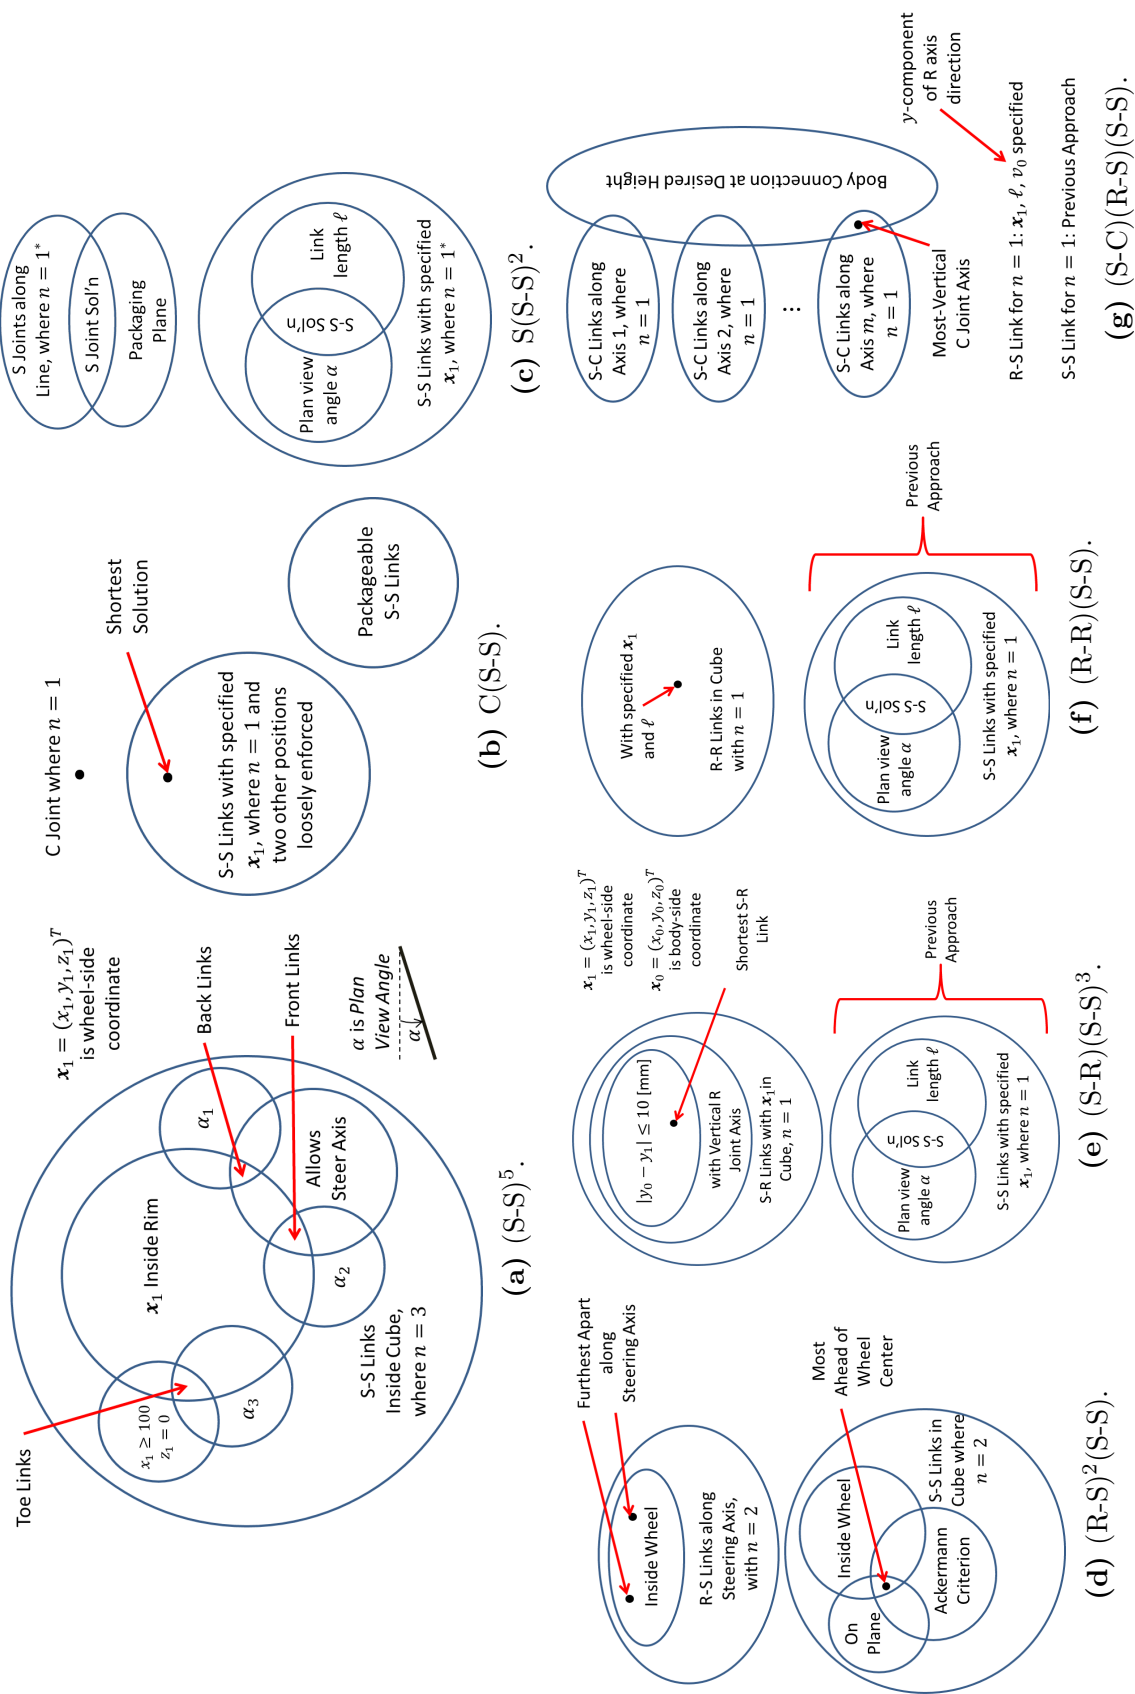 Toe Links
x₁ ≥ 100
z₁ = 0
α₃
𝒙₁ Inside Rim
α₁
Allows
Steer Axis
α₂
S-S Links
Inside Cube,
where n = 3
𝒙₁ = (x₁, y₁, z₁)ᵀ
is wheel-side
coordinate
Back Links
Front Links
α is Plan
View Angle
α
(a) (S-S)⁵.
C Joint where n = 1
Shortest
Solution
S-S Links with specified
𝒙₁, where n = 1 and
two other positions
loosely enforced
Packageable
S-S Links
(b) C(S-S).
S Joints along
Line, where n = 1*
S Joint Sol’n
Packaging
Plane
Plan view
angle α
S-S Sol’n
Link
length ℓ
S-S Links with specified
𝒙₁, where n = 1*
(c) S(S-S)².
Furthest Apart
along
Steering Axis
Inside Wheel
R-S Links along
Steering Axis,
with n = 2
Most
Ahead of
Wheel
Center
Inside Wheel
On
Plane
Ackermann
Criterion
S-S Links in
Cube where
n = 2
(d) (R-S)²(S-S).
𝒙₁ = (x₁, y₁, z₁)ᵀ
is wheel-side
coordinate
𝒙₀ = (x₀, y₀, z₀)ᵀ
is body-side
coordinate
Shortest S-R
Link
|y₀ − y₁| ≤ 10 [mm]
with Vertical R
Joint Axis
S-R Links with 𝒙₁in
Cube, n = 1
Previous
Approach
Plan view
angle α
S-S Sol’n
Link
length ℓ
S-S Links with specified
𝒙₁, where n = 1
(e) (S-R)(S-S)³.
With specified 𝒙₁
and ℓ
R-R Links in Cube
with n = 1
Previous
Approach
Plan view
angle α
S-S Sol’n
Link
length ℓ
S-S Links with specified
𝒙₁, where n = 1
(f) (R-R)(S-S).
S-C Links along
Axis 1, where
n = 1
S-C Links along
Axis 2, where
n = 1
...
S-C Links along
Axis m, where
n = 1
Body Connection at Desired Height
Most-Vertical
C Joint Axis
y-component
of R axis
direction
R-S Link for n = 1: 𝒙₁, ℓ, v₀ specified
S-S Link for n = 1: Previous Approach
(g) (S-C)(R-S)(S-S).